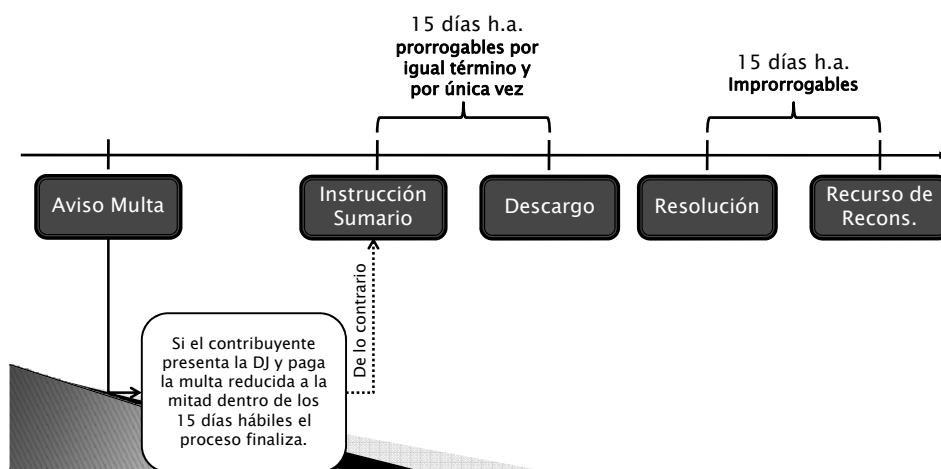 15 días h.a.
prorrogables por
igual término y
por única vez
15 días h.a.
Improrrogables
Aviso Multa
Instrucción
Sumario
Descargo
Resolución
Recurso de
Recons.
De lo contrario
Si el contribuyente
presenta la DJ y paga
la multa reducida a la
mitad dentro de los
15 días hábiles el
proceso finaliza.